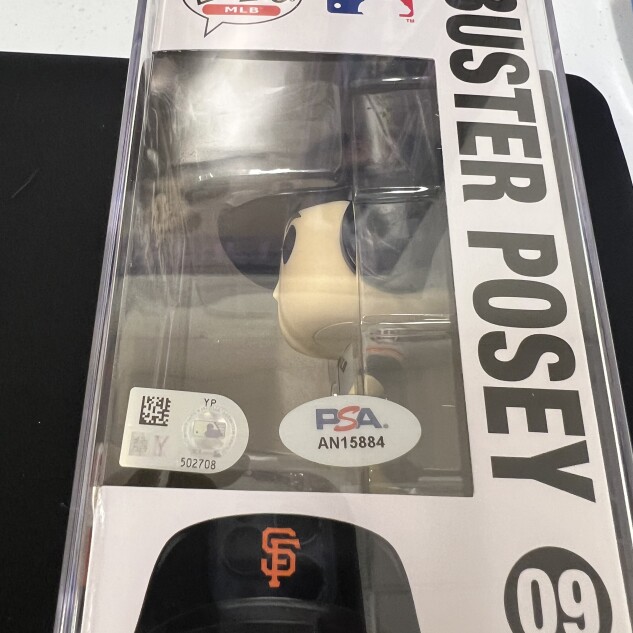 MLB
BUSTER POSEY
YP
502708
PSA
AN15884
SF
09